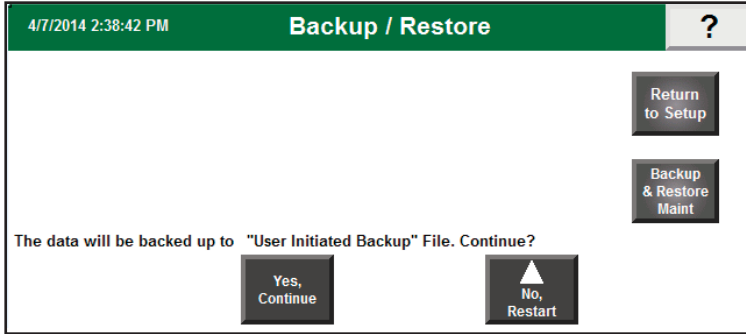 4/7/2014 2:38:42 PM Backup / Restore ?
Return
to Setup
Backup
& Restore
Maint
The data will be backed up to "User Initiated Backup" File. Continue?
Yes,
Continue
No,
Restart